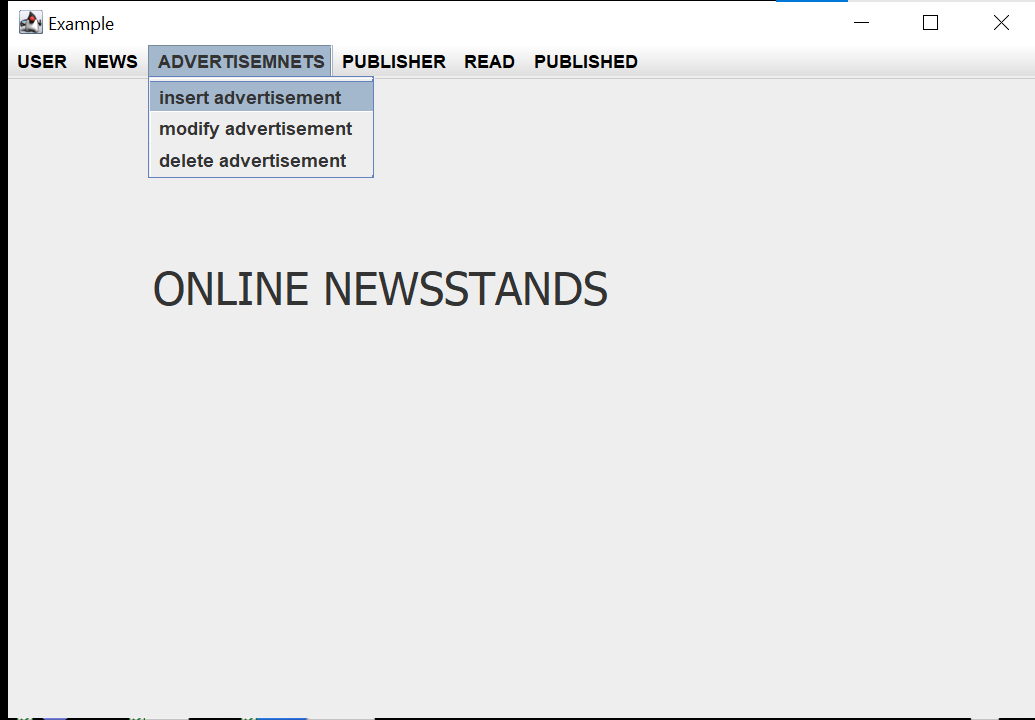 Example
USER NEWS ADVERTISEMNETS PUBLISHER READ PUBLISHED
insert advertisement
modify advertisement
delete advertisement
ONLINE NEWSSTANDS